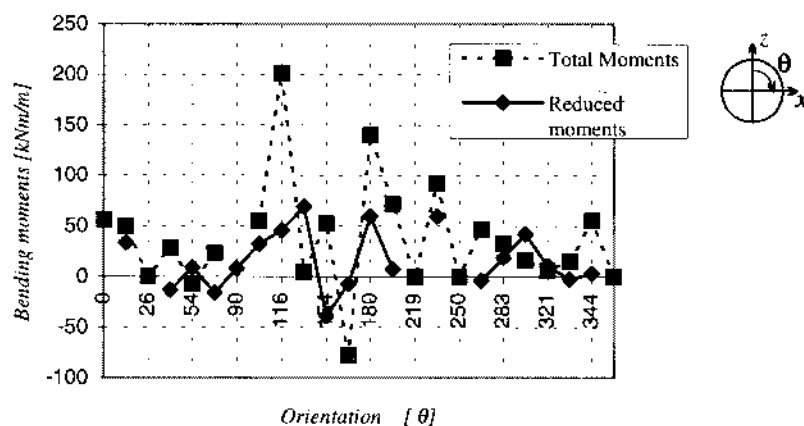 250
200
150
100
50
0
-50
-100
Bending moments [kNm/m]
0
26
54
90
116
180
219
250
283
321
344
Orientation [ θ]
Total Moments
Reduced
moments
z
θ
x